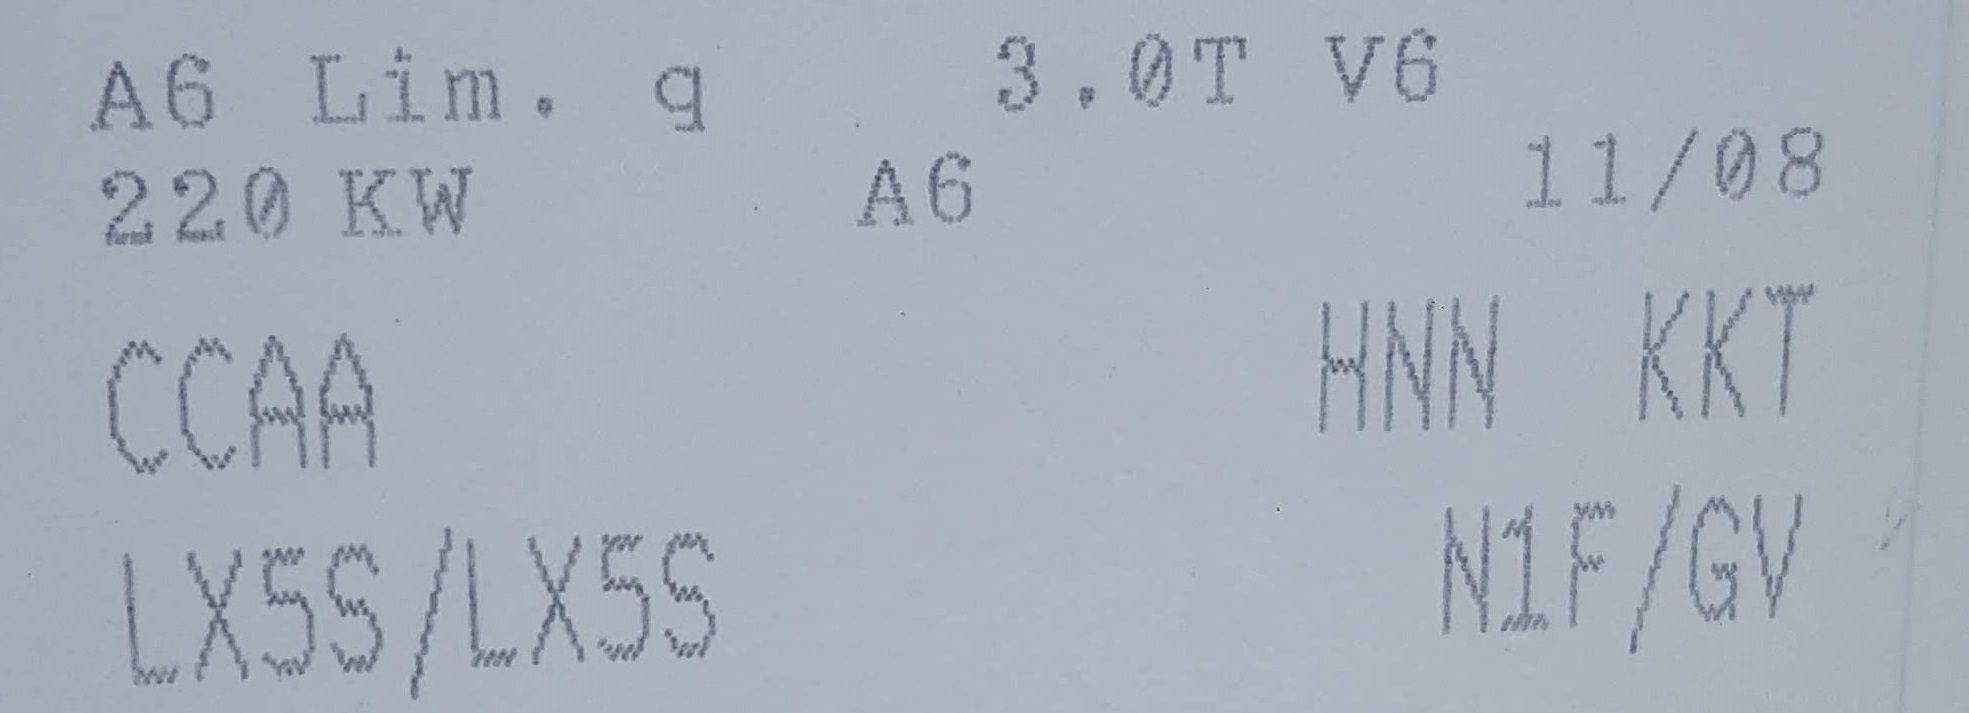 A6 Lim. q 3.0T V6
220 KW A6 11/08
CCAA HNN KKT
LX5S/LX5S N1F/GV